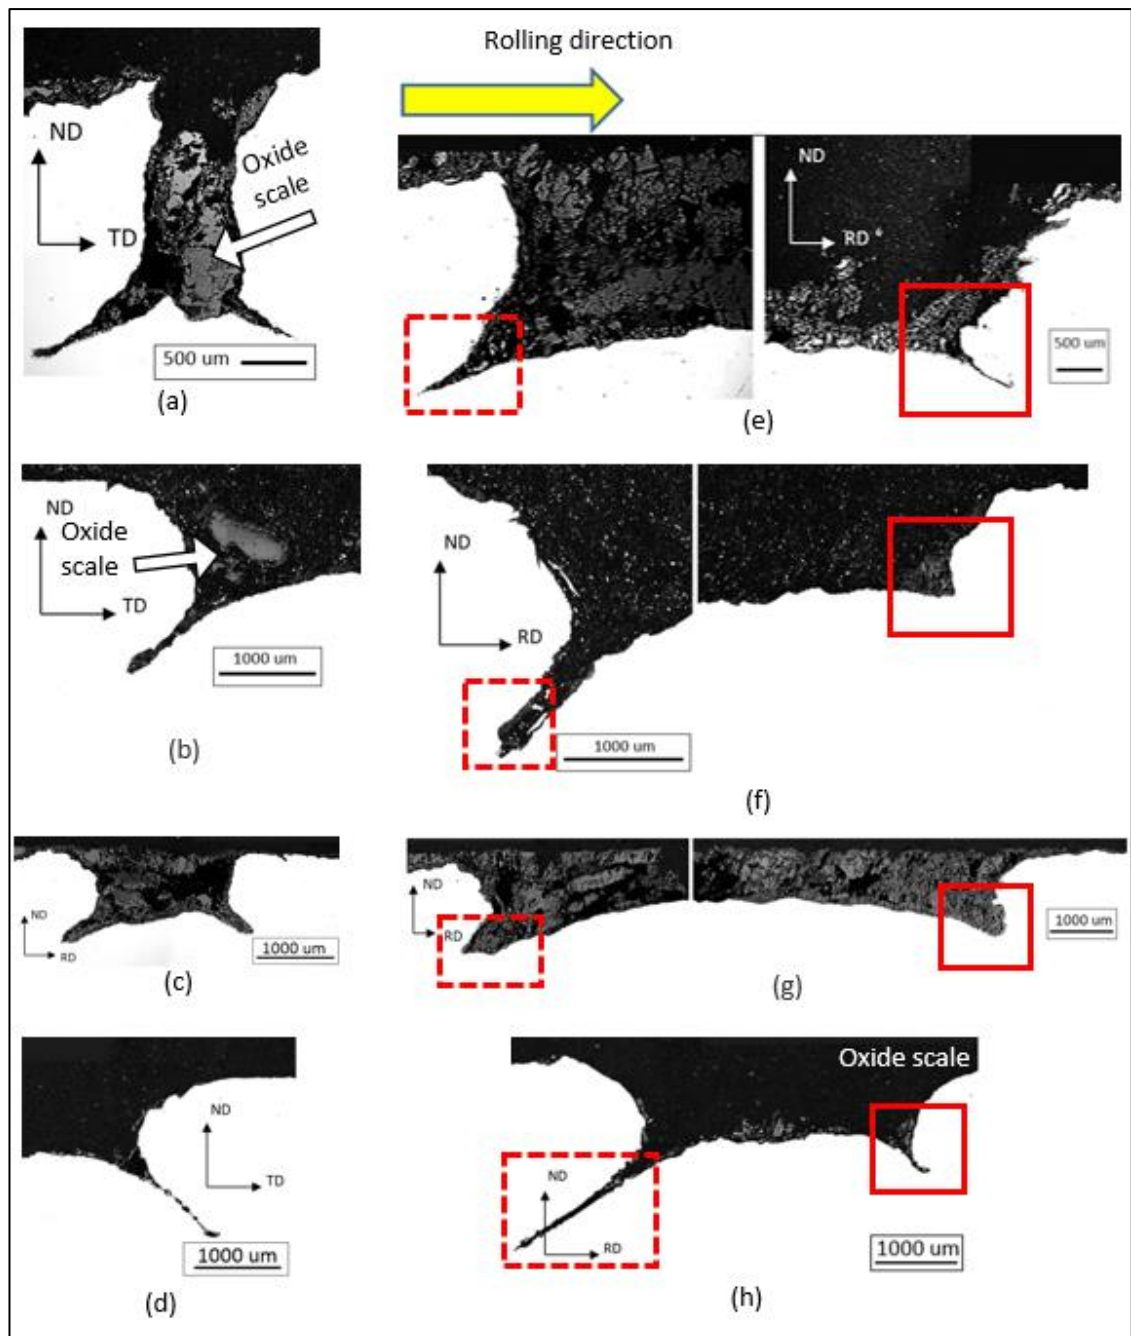 Rolling direction
ND
Oxide
scale
TD
500 um
(a)
ND
RD
500 um
(e)
ND
Oxide
scale
TD
1000 um
(b)
ND
RD
1000 um
(f)
ND
RD
1000 um
(c)
ND
RD
1000 um
(g)
ND
TD
1000 um
(d)
Oxide scale
ND
RD
1000 um
(h)